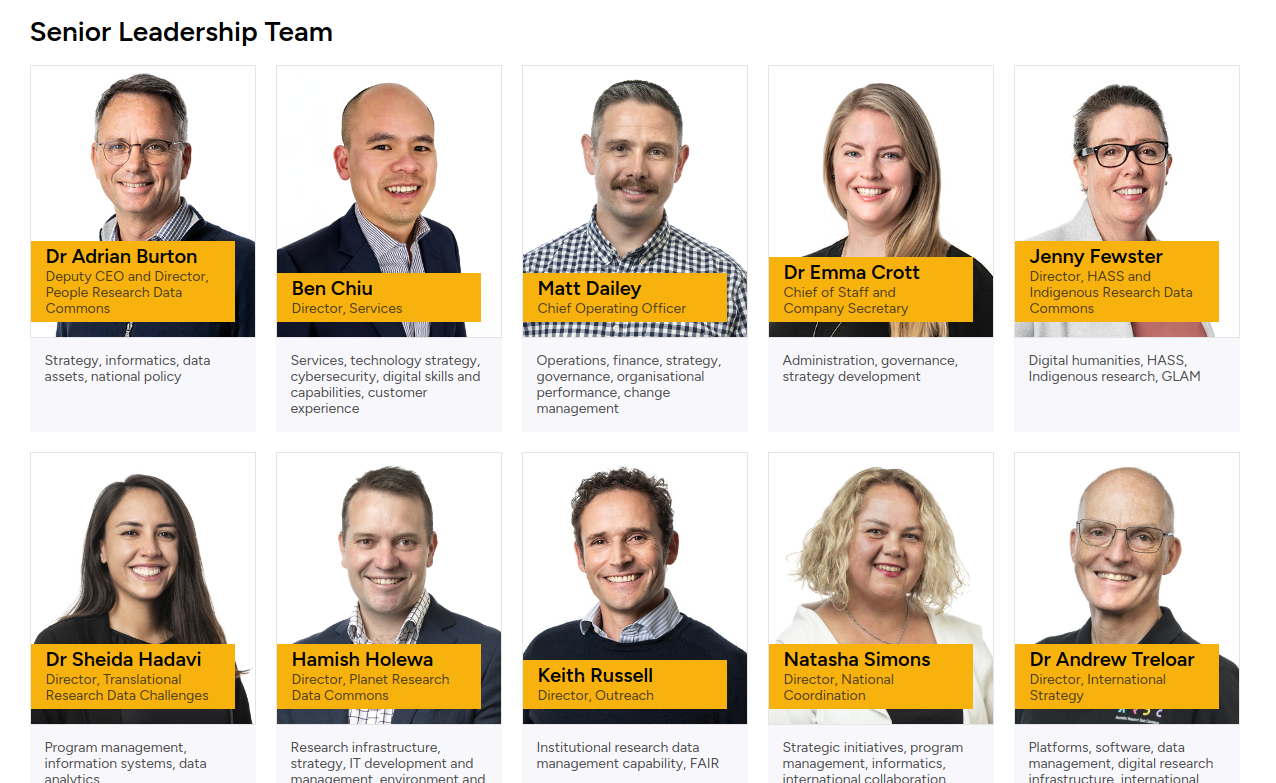 Senior Leadership Team
Dr Adrian Burton
Deputy CEO and Director,
People Research Data
Commons
Strategy, informatics, data
assets, national policy
Ben Chiu
Director, Services
Services, technology strategy,
cybersecurity, digital skills and
capabilities, customer
experience
Matt Dailey
Chief Operating Officer
Operations, finance, strategy,
governance, organisational
performance, change
management
Dr Emma Crott
Chief of Staff and
Company Secretary
Administration, governance,
strategy development
Jenny Fewster
Director, HASS and
Indigenous Research Data
Commons
Digital humanities, HASS,
Indigenous research, GLAM
Dr Sheida Hadavi
Director, Translational
Research Data Challenges
Program management,
information systems, data
analytics
Hamish Holewa
Director, Planet Research
Data Commons
Research infrastructure,
strategy, IT development and
management, environment and
Keith Russell
Director, Outreach
Institutional research data
management capability, FAIR
Natasha Simons
Director, National
Coordination
Strategic initiatives, program
management, informatics,
international collaboration
Dr Andrew Treloar
Director, International
Strategy
Platforms, software, data
management, digital research
infrastructure, international